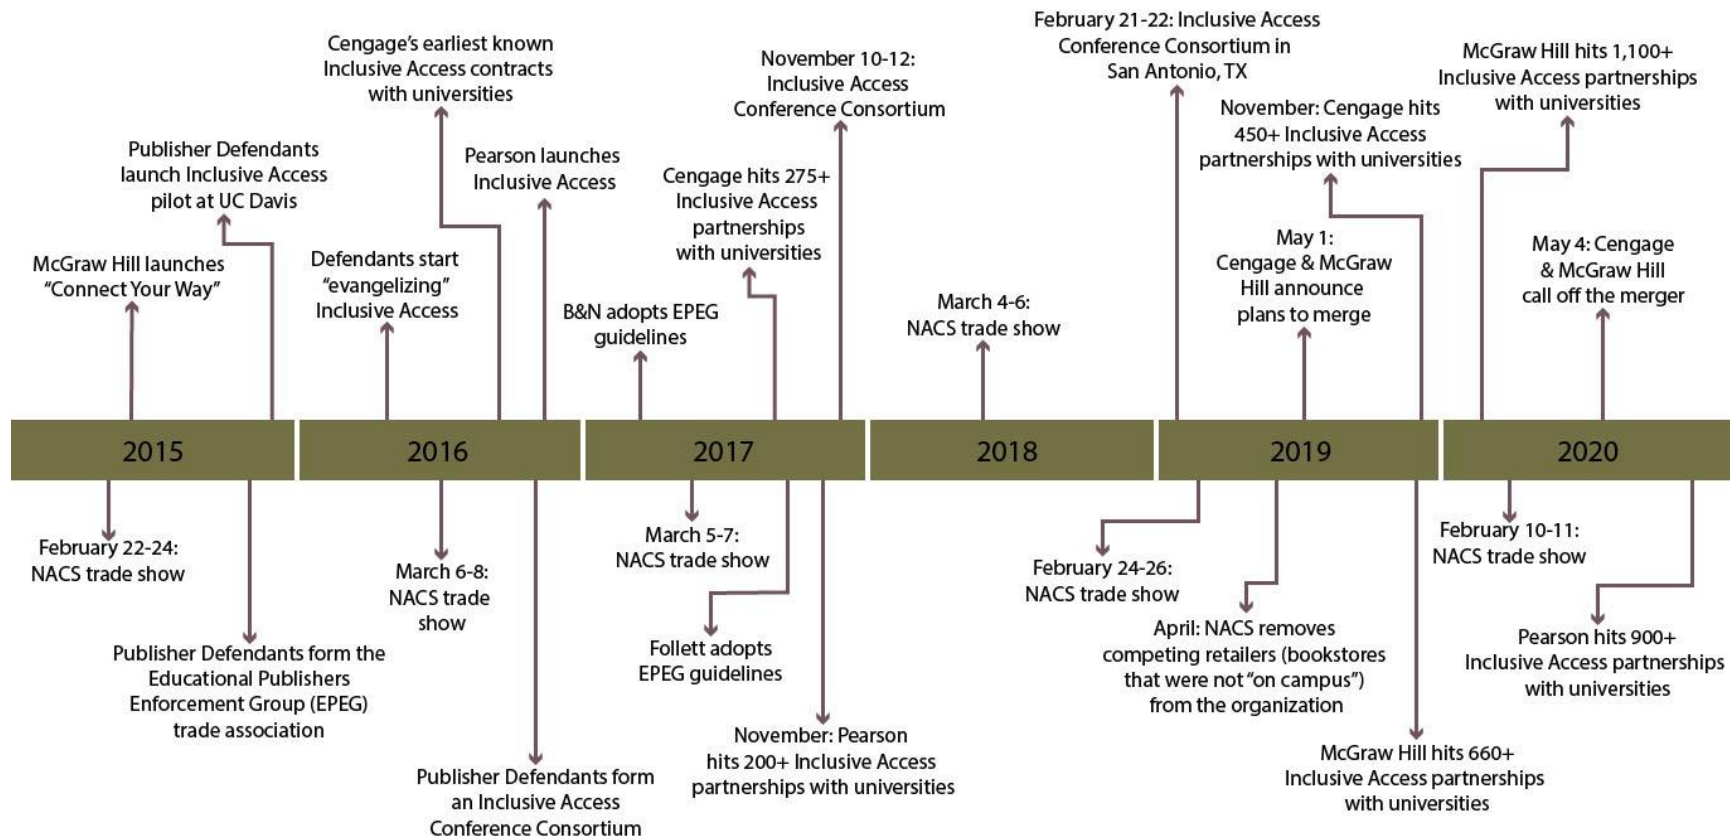 McGraw Hill launches
“Connect Your Way”
Publisher Defendants
launch Inclusive Access
pilot at UC Davis
Cengage’s earliest known
Inclusive Access contracts
with universities
Defendants start
“evangelizing”
Inclusive Access
Pearson launches
Inclusive Access
B&N adopts EPEG
guidelines
Cengage hits 275+
Inclusive Access
partnerships
with universities
November 10-12:
Inclusive Access
Conference Consortium
March 4-6:
NACS trade show
February 21-22: Inclusive Access
Conference Consortium in
San Antonio, TX
November: Cengage hits
450+ Inclusive Access
partnerships with universities
May 1:
Cengage & McGraw
Hill announce
plans to merge
McGraw Hill hits 1,100+
Inclusive Access partnerships
with universities
May 4: Cengage
& McGraw Hill
call off the merger
2015
2016
2017
2018
2019
2020
February 22-24:
NACS trade show
Publisher Defendants form the
Educational Publishers
Enforcement Group (EPEG)
trade association
March 6-8:
NACS trade
show
Publisher Defendants form
an Inclusive Access
Conference Consortium
March 5-7:
NACS trade show
Follett adopts
EPEG guidelines
November: Pearson
hits 200+ Inclusive Access
partnerships with universities
February 24-26:
NACS trade show
April: NACS removes
competing retailers (bookstores
that were not “on campus”)
from the organization
McGraw Hill hits 660+
Inclusive Access partnerships
with universities
February 10-11:
NACS trade show
Pearson hits 900+
Inclusive Access partnerships
with universities